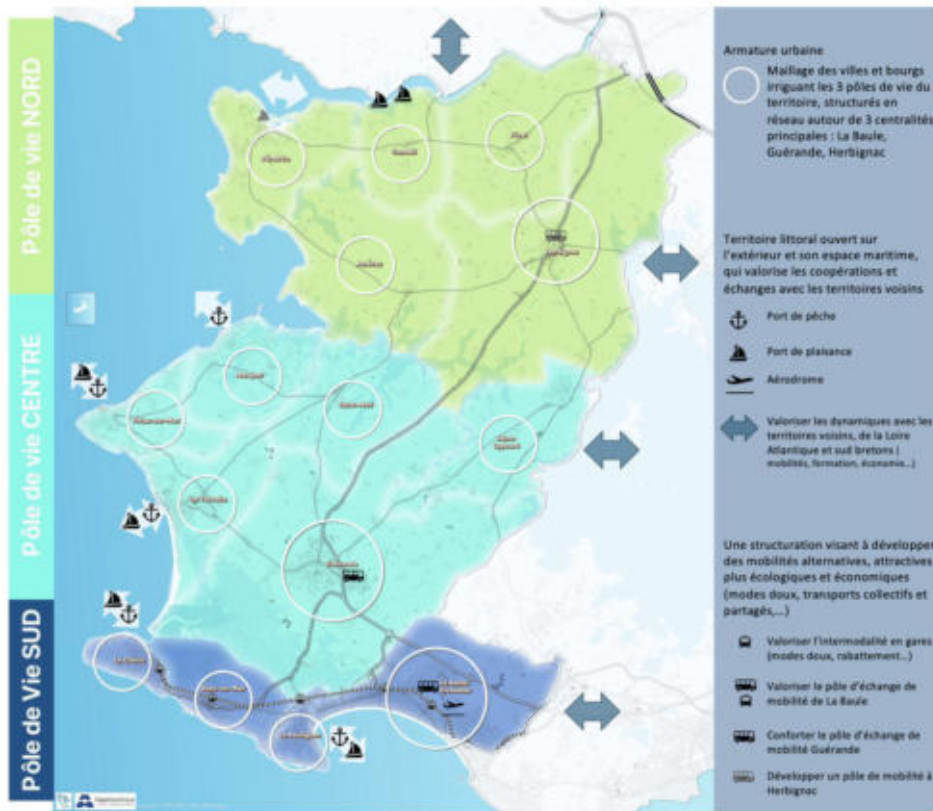 Pôle de vie NORD
Pôle de vie CENTRE
Pôle de Vie SUD
Armature urbaine
Maillage des villes et bourgs
irriguant les 3 pôles de vie du
territoire, structurés en
réseau autour de 3 centralités
principales : La Baule,
Guérande, Herbignac
Territoire littoral ouvert sur
l'extérieur et son espace maritime,
qui valorise les coopérations et
échanges avec les territoires voisins
Port de pêche
Port de plaisance
Aérodrome
Valoriser les dynamiques avec les
territoires voisins, de la Loire
Atlantique et sud bretons (
mobilités, formation, économie...)
Une structuration visant à développer
des mobilités alternatives, attractives
plus écologiques et économiques
(modes doux, transports collectifs et
partagés,...)
Valoriser l'intermodalité en gares
(modes doux, rabattement...)
Valoriser le pôle d'échange de
mobilité de La Baule
Conforter le pôle d'échange de
mobilité Guérande
Développer un pôle de mobilité à
Herbignac